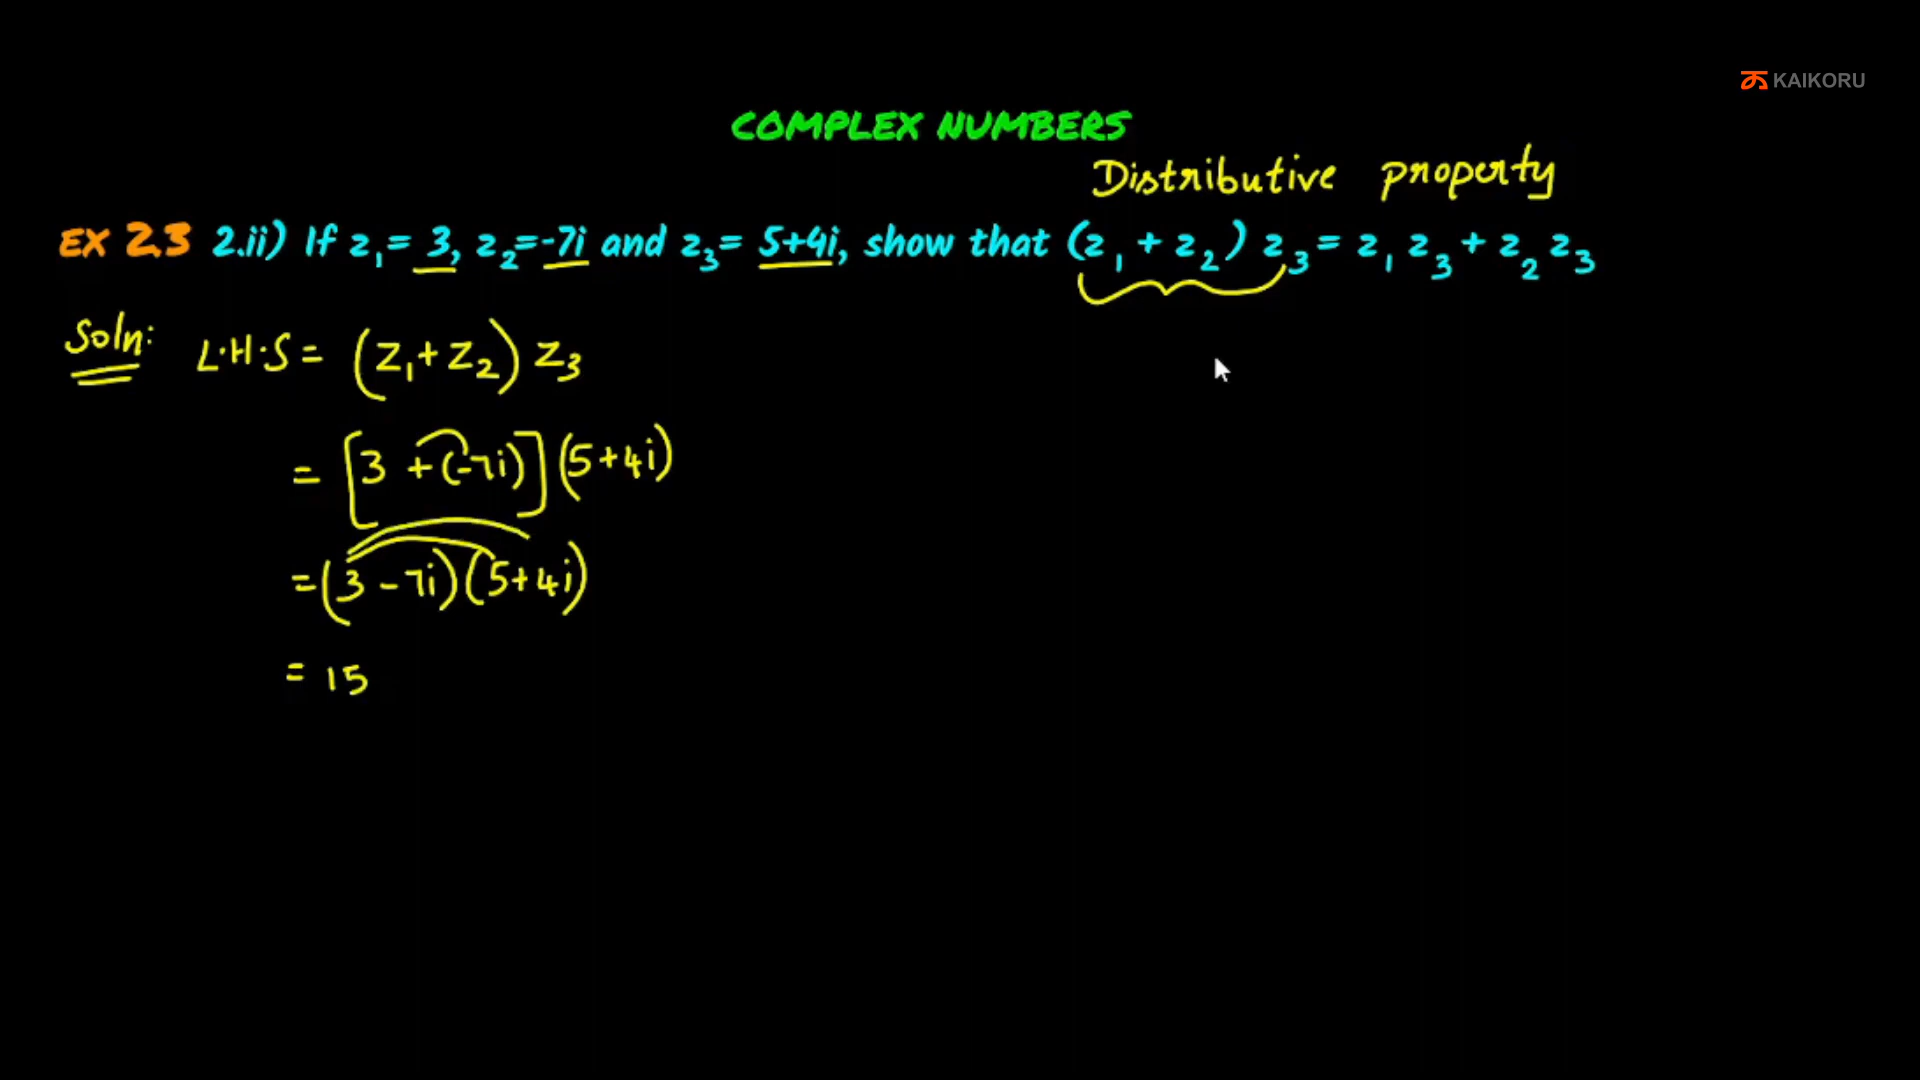 KAIKORU
COMPLEX NUMBERS
Distributive property
EX 2.3 2.ii) If z₁= 3, z₂=-7i and z₃= 5+4i, show that (z₁ + z₂) z₃= z₁ z₃+ z₂ z₃
Soln: L.H.S = (z₁+z₂) z₃
= [3 +(-7i)](5+4i)
=(3-7i)(5+4i)
= 15